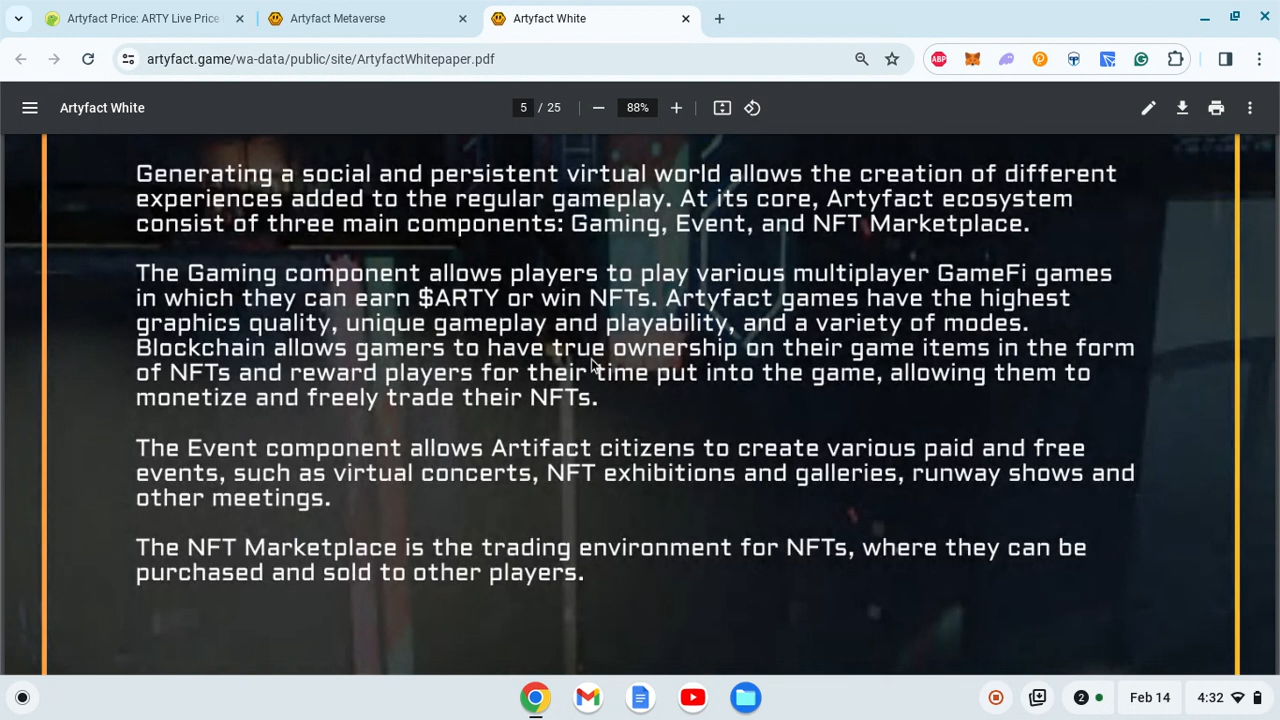 Artyfact Price: ARTY Live Price
Artyfact Metaverse
Artyfact White
artyfact.game/ma-data/public/site/ArtyfactWhitepaper.pdf
ABP
Artyfact White
5 / 25
88%
Generating a social and persistent virtual world allows the creation of different
experiences added to the regular gameplay. At its core, Artyfact ecosystem
consist of three main components: Gaming, Event, and NFT Marketplace.
The Gaming component allows players to play various multiplayer GameFi games
in which they can earn $ARTY or win NFTs. Artyfact games have the highest
graphics quality, unique gameplay and playability, and a variety of modes.
Blockchain allows gamers to have true ownership on their game items in the form
of NFTs and reward players for their time put into the game, allowing them to
monetize and freely trade their NFTs.
The Event component allows Artifact citizens to create various paid and free
events, such as virtual concerts, NFT exhibitions and galleries, runway shows and
other meetings.
The NFT Marketplace is the trading environment for NFTs, where they can be
purchased and sold to other players.
2
Feb 14
4:32